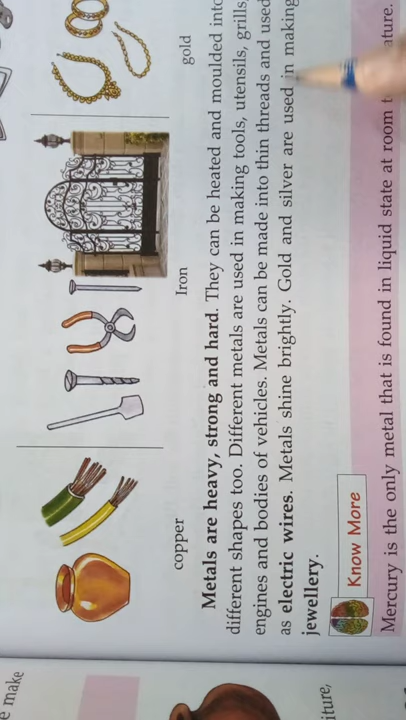 copper
Iron
gold
Metals are heavy, strong and hard. They can be heated and moulded into
different shapes too. Different metals are used in making tools, utensils, grills,
engines and bodies of vehicles. Metals can be made into thin threads and used
as electric wires. Metals shine brightly. Gold and silver are used in making
jewellery.
Know More
Mercury is the only metal that is found in liquid state at room
make